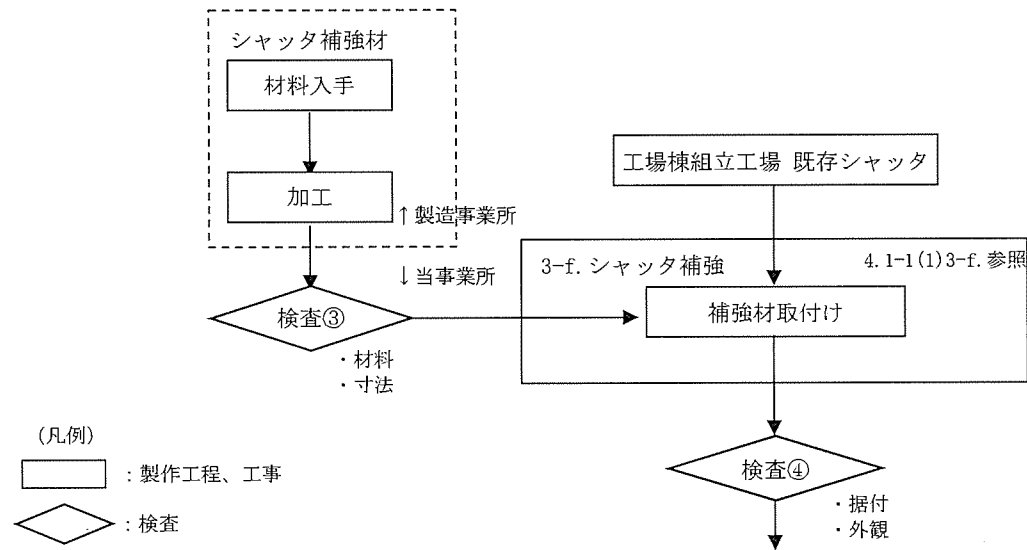 シャッタ補強材
材料入手
加工
↑製造事業所
↓当事業所
検査③
・材料
・寸法
工場棟組立工場 既存シャッタ
3-f.シャッタ補強
4.1-1(1)3-f.参照
補強材取付け
検査④
・据付
・外観
(凡例)
：製作工程、工事
：検査